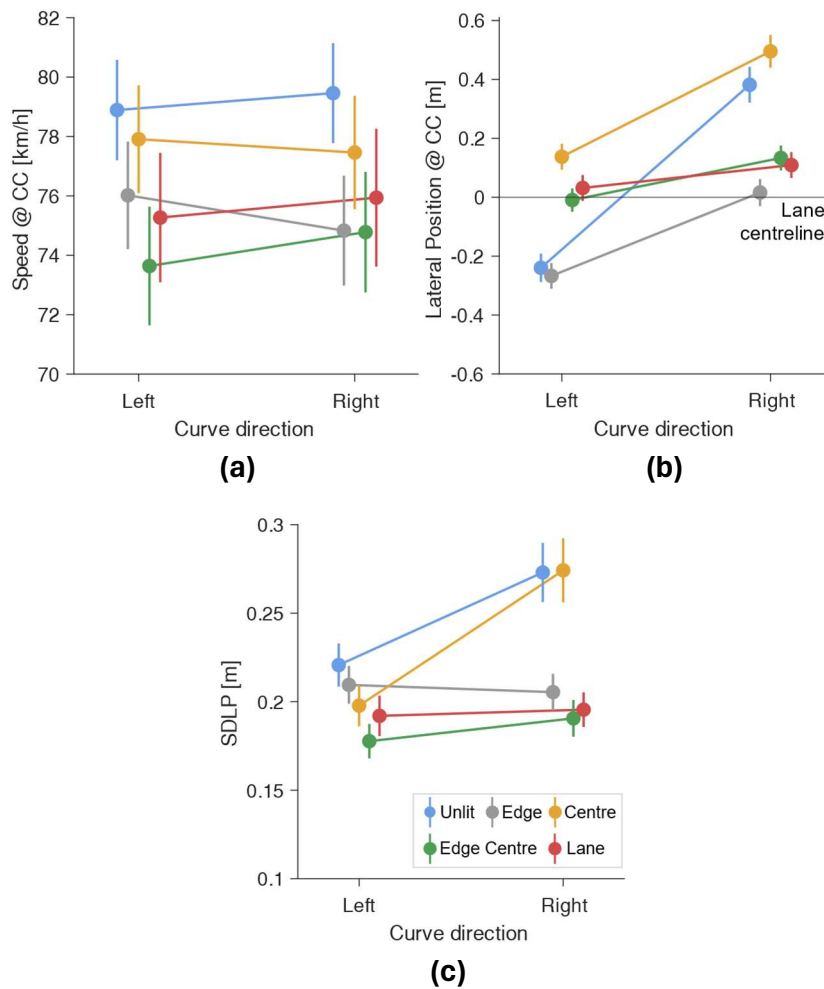 82
80
78
76
74
72
70
Speed @ CC [km/h]
Left
Right
Curve direction
(a)
0.6
0.4
0.2
0
-0.2
-0.4
-0.6
Lateral Position @ CC [m]
Lane
centreline
Left
Right
Curve direction
(b)
0.3
0.25
0.2
0.15
0.1
SDLP [m]
Unlit Edge Centre
Edge Centre Lane
Left
Right
Curve direction
(c)